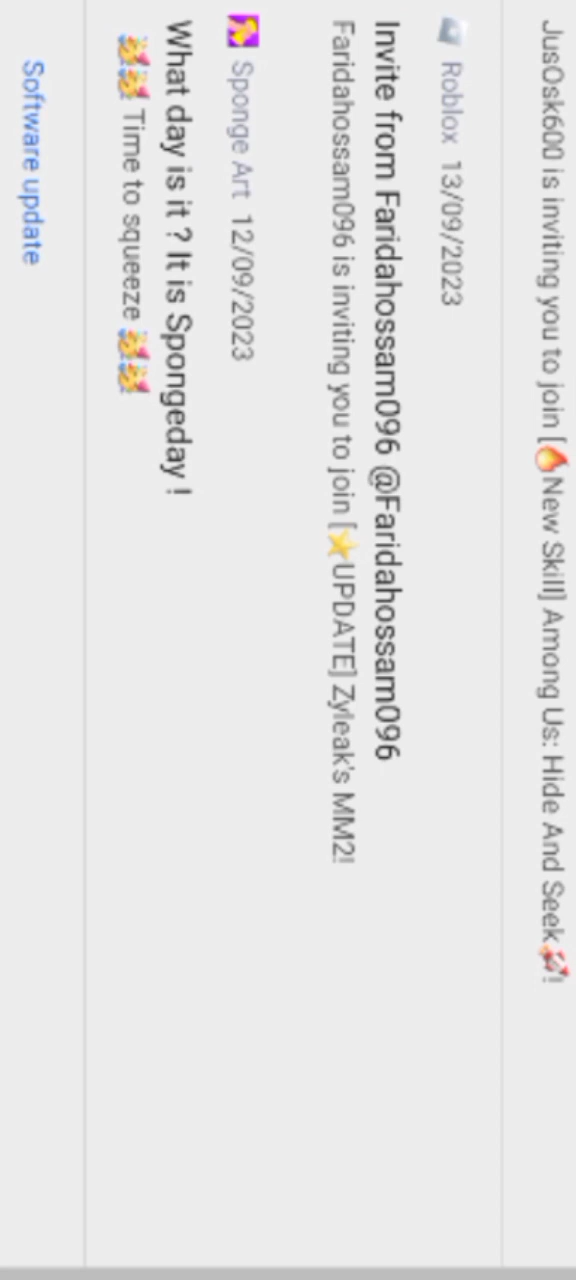 JusOsk600 is inviting you to join [🔥New Skill] Among Us: Hide And Seek🚀!
Roblox 13/09/2023
Invite from Faridahossam096 @Faridahossam096
Faridahossam096 is inviting you to join [⭐UPDATE] Zyleak's MM2!
Sponge Art 12/09/2023
What day is it ? It is Spongeday !
🥳🥳 Time to squeeze 🥳🥳
Software update